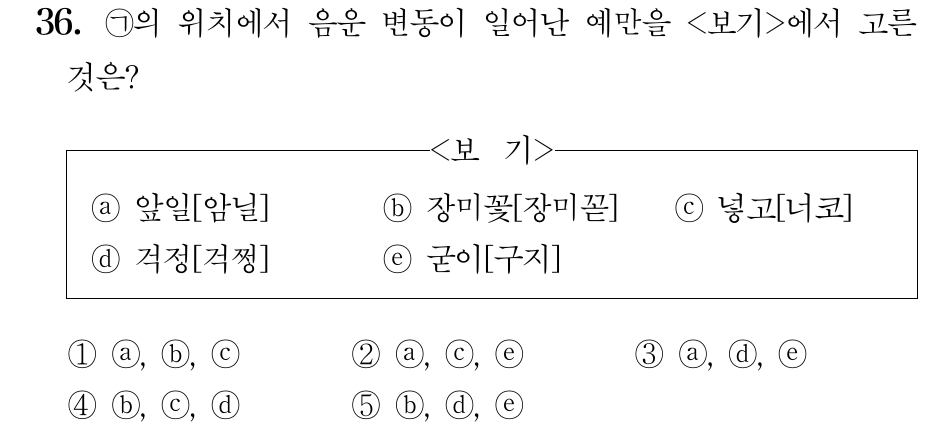 36. ㉠의 위치에서 음운 변동이 일어난 예만을 <보기>에서 고른
것은?
<보 기>
ⓐ 앞일[암닐] ⓑ 장미꽃[장미꼳] ⓒ 넣고[너코]
ⓓ 걱정[걱쩡] ⓔ 굳이[구지]
① ⓐ, ⓑ, ⓒ ② ⓐ, ⓒ, ⓔ ③ ⓐ, ⓓ, ⓔ
④ ⓑ, ⓒ, ⓓ ⑤ ⓑ, ⓓ, ⓔ